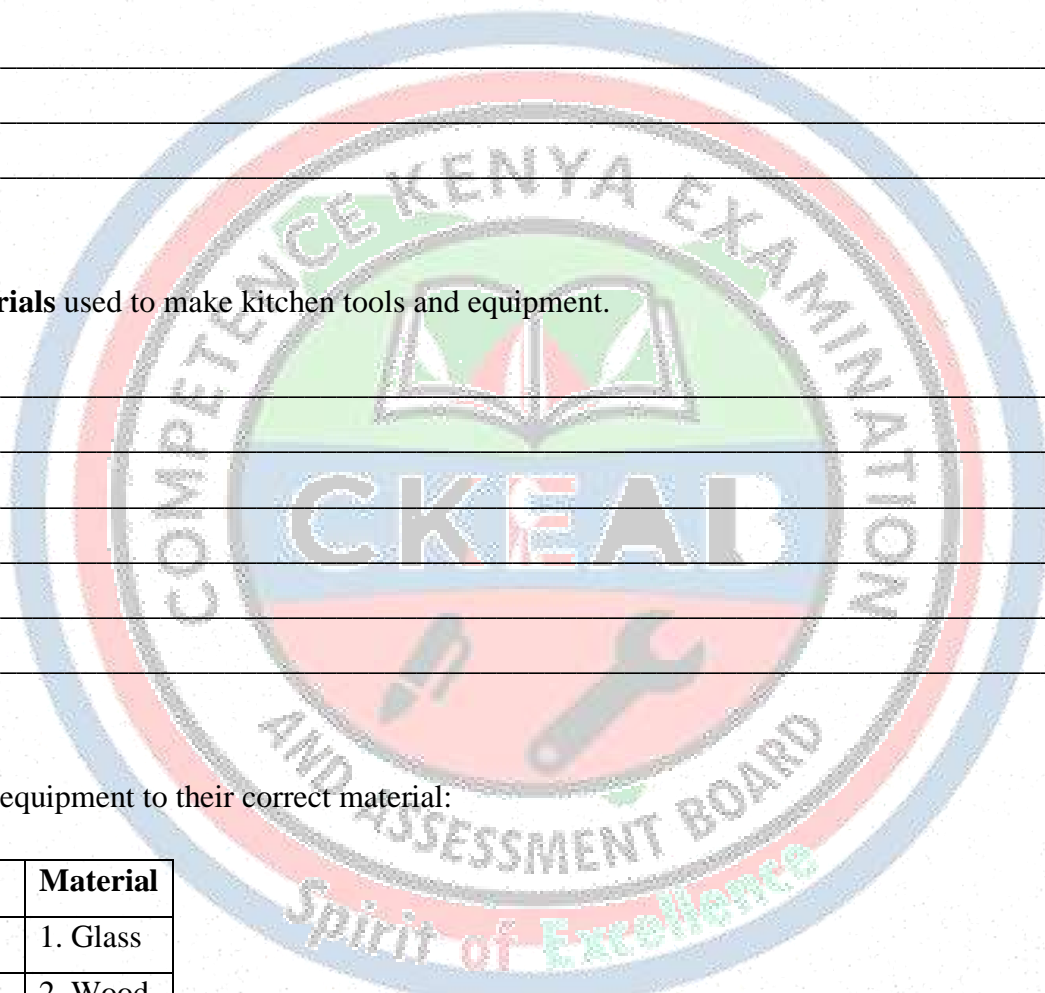 COMPETENCE KENYA EXAMINATION
rials used to make kitchen tools and equipment.
CKEAB
equipment to their correct material:
AND ASSESSMENT BOARD
Material
Spirit of Excellence
1. Glass
2. Wood